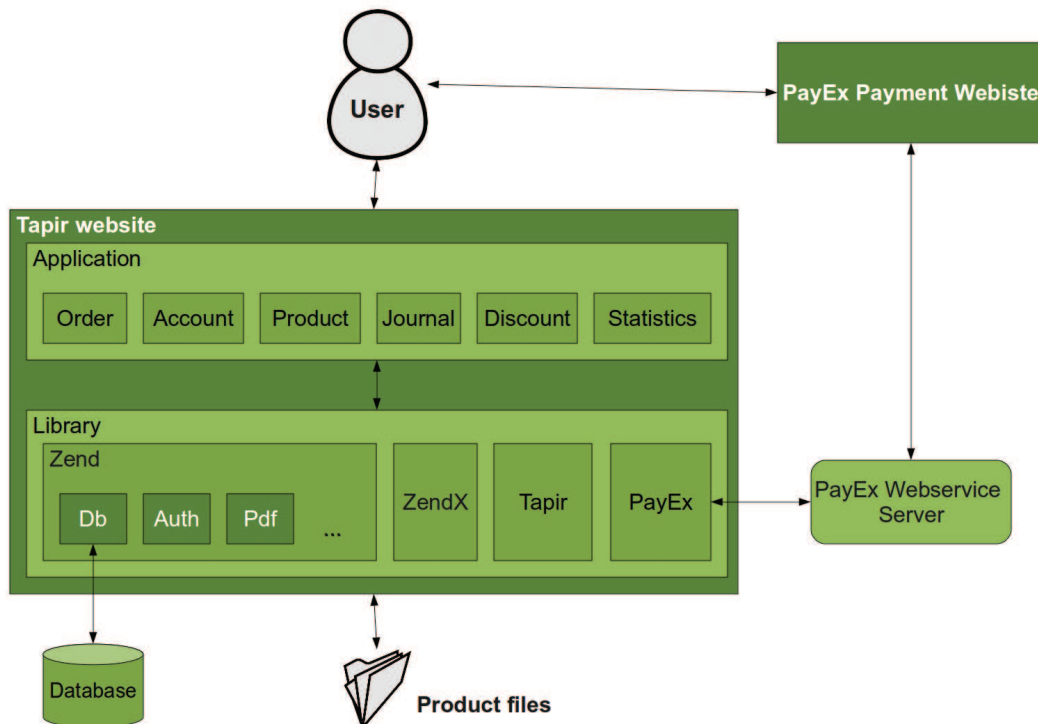 User
PayEx Payment Webiste
Tapir website
Application
Order
Account
Product
Journal
Discount
Statistics
Library
Zend
Db
Auth
Pdf
...
ZendX
Tapir
PayEx
PayEx Webservice
Server
Database
Product files